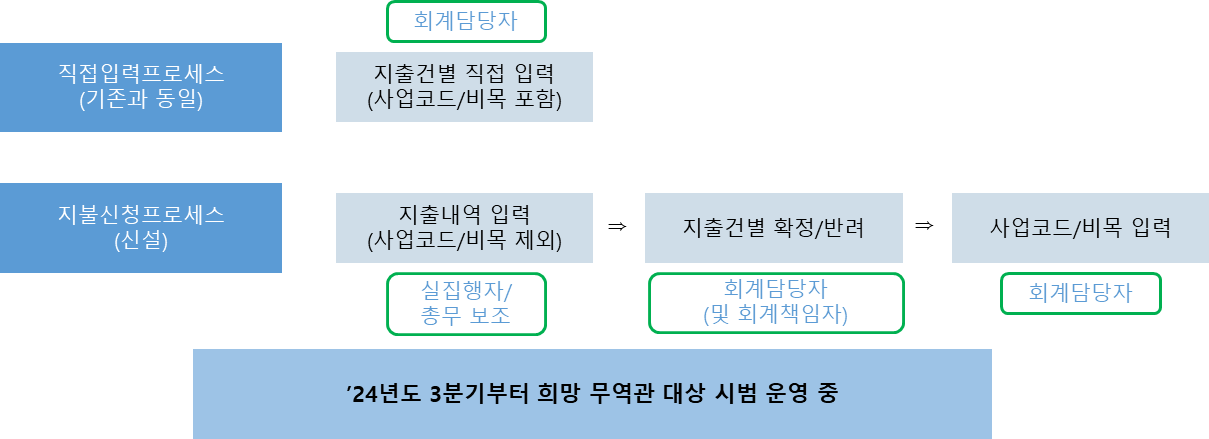 회계담당자
직접입력프로세스
(기존과 동일)
지출건별 직접 입력
(사업코드/비목 포함)
지불신청프로세스
(신설)
지출내역 입력
(사업코드/비목 제외)
⇒
지출건별 확정/반려
⇒
사업코드/비목 입력
실집행자/
총무 보조
회계담당자
(및 회계책임자)
회계담당자
’24년도 3분기부터 희망 무역관 대상 시범 운영 중